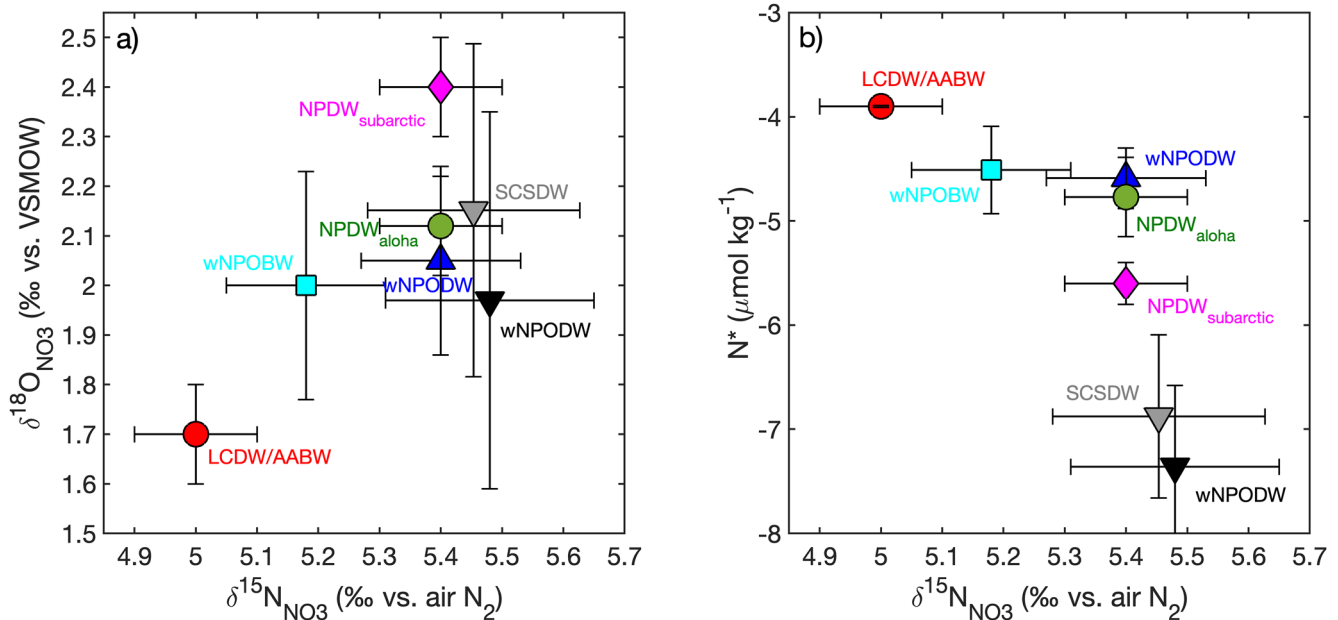 a)
δ¹⁸O_NO3 (‰ vs. VSMOW)
2.5
2.4
2.3
2.2
2.1
2
1.9
1.8
1.7
1.6
1.5
NPDW_subarctic
SCSDW
NPDW_aloha
wNPOBW
wNPODW
wNPODW
LCDW/AABW
4.9 5 5.1 5.2 5.3 5.4 5.5 5.6 5.7
δ¹⁵N_NO3 (‰ vs. air N₂)
b)
N* (μmol kg⁻¹)
-3
-4
-5
-6
-7
-8
LCDW/AABW
wNPODW
wNPOBW
NPDW_aloha
NPDW_subarctic
SCSDW
wNPODW
4.9 5 5.1 5.2 5.3 5.4 5.5 5.6 5.7
δ¹⁵N_NO3 (‰ vs. air N₂)